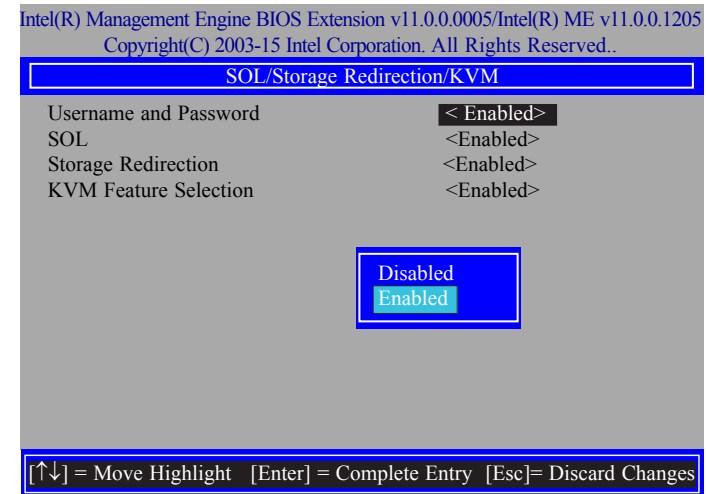 Intel(R) Management Engine BIOS Extension v11.0.0.0005/Intel(R) ME v11.0.0.1205
Copyright(C) 2003-15 Intel Corporation. All Rights Reserved..
SOL/Storage Redirection/KVM
Username and Password < Enabled>
SOL <Enabled>
Storage Redirection <Enabled>
KVM Feature Selection <Enabled>
Disabled
Enabled
[↑↓] = Move Highlight [Enter] = Complete Entry [Esc]= Discard Changes